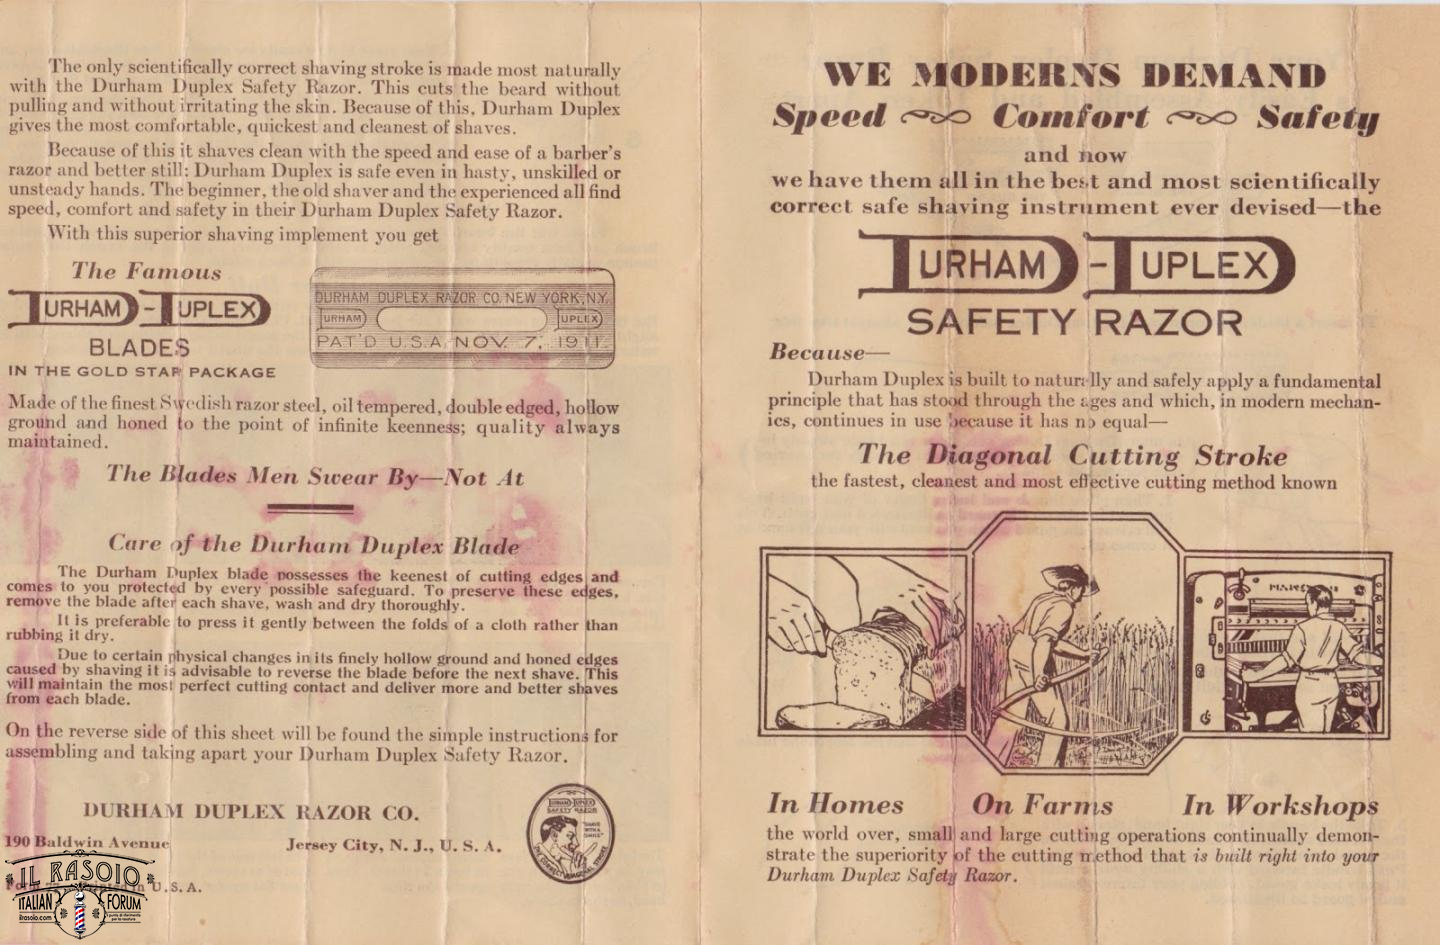 The only scientifically correct shaving stroke is made most naturally
with the Durham Duplex Safety Razor. This cuts the beard without
pulling and without irritating the skin. Because of this, Durham Duplex
gives the most comfortable, quickest and cleanest of shaves.
Because of this it shaves clean with the speed and ease of a barber's
razor and better still: Durham Duplex is safe even in hasty, unskilled or
unsteady hands. The beginner, the old shaver and the experienced all find
speed, comfort and safety in their Durham Duplex Safety Razor.
With this superior shaving implement you get
The Famous
DURHAM-DUPLEX
BLADES
IN THE GOLD STAR PACKAGE
DURHAM DUPLEX RAZOR CO. NEW YORK, N.Y.
DURHAM DUPLEX
PAT'D U.S.A. NOV. 7, 1911.
Made of the finest Swedish razor steel, oil tempered, double edged, hollow
ground and honed to the point of infinite keenness; quality always
maintained.
The Blades Men Swear By—Not At
Care of the Durham Duplex Blade
The Durham Duplex blade possesses the keenest of cutting edges and
comes to you protected by every possible safeguard. To preserve these edges,
remove the blade after each shave, wash and dry thoroughly.
It is preferable to press it gently between the folds of a cloth rather than
rubbing it dry.
Due to certain physical changes in its finely hollow ground and honed edges
caused by shaving it is advisable to reverse the blade before the next shave. This
will maintain the most perfect cutting contact and deliver more and better shaves
from each blade.
On the reverse side of this sheet will be found the simple instructions for
assembling and taking apart your Durham Duplex Safety Razor.
DURHAM DUPLEX RAZOR CO.
190 Baldwin Avenue Jersey City, N. J., U. S. A.
in U. S. A.
DURHAM-DUPLEX
SAFETY RAZOR
"SHAVE
WITH A
SMILE"
IL RASOIO
ITALIAN FORUM
ilrasoio.com
WE MODERNS DEMAND
Speed Comfort Safety
and now
we have them all in the best and most scientifically
correct safe shaving instrument ever devised—the
DURHAM-DUPLEX
SAFETY RAZOR
Because—
Durham Duplex is built to naturally and safely apply a fundamental
principle that has stood through the ages and which, in modern mechan-
ics, continues in use because it has no equal—
The Diagonal Cutting Stroke
the fastest, cleanest and most effective cutting method known
In Homes On Farms In Workshops
the world over, small and large cutting operations continually demon-
strate the superiority of the cutting method that is built right into your
Durham Duplex Safety Razor.